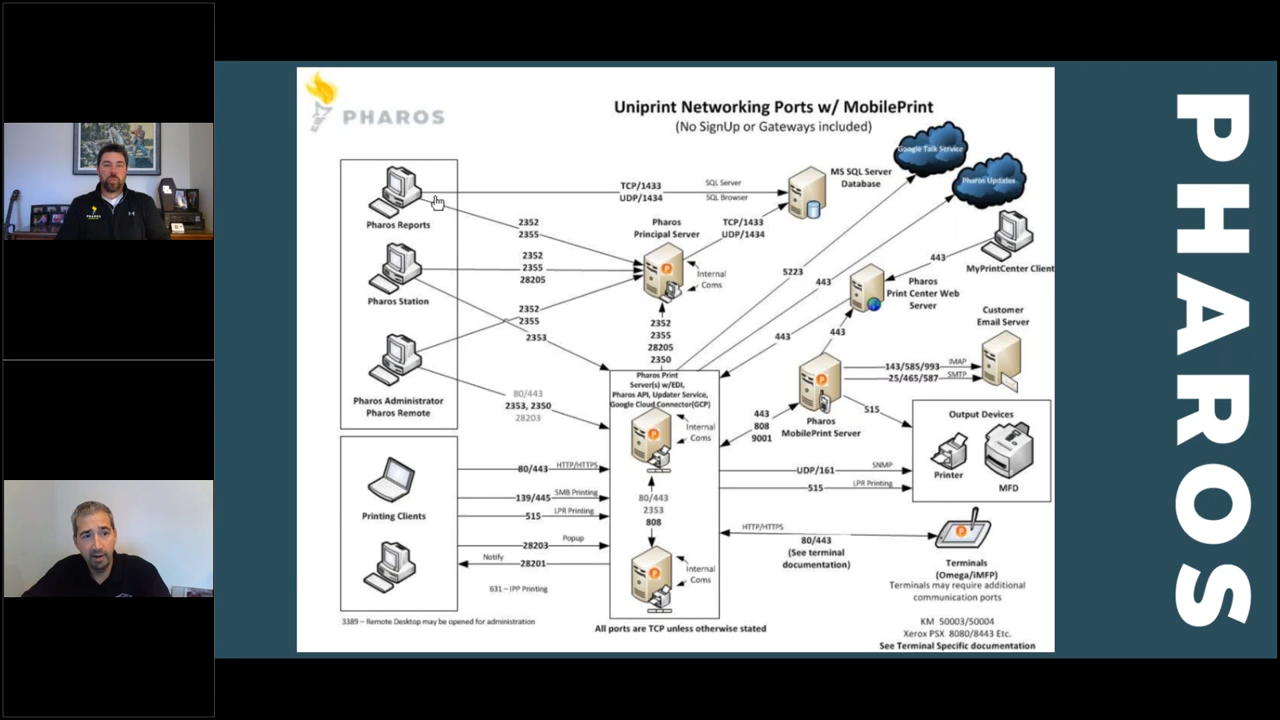 PHAROS
Uniprint Networking Ports w/ MobilePrint
(No SignUp or Gateways included)
Google Talk Service
Pharos Updates
MS SQL Server
Database
TCP/1433
SQL Server
UDP/1434
SQL Browser
Pharos Reports
2352
2355
Pharos
Principal Server
TCP/1433
UDP/1434
Internal
Coms
443
MyPrintCenter Client
2352
2355
28205
Pharos Station
5223
443
Pharos
Print Center Web
Server
2352
2355
2353
2352
2355
28205
2350
443
443
Customer
Email Server
143/585/993
IMAP
25/465/587
SMTP
Pharos Administrator
Pharos Remote
80/443
2353, 2350
28203
Pharos Print
Server(s) w/EDI,
Pharos API, Updater Service,
Google Cloud Connector(GCP)
Internal
Coms
443
808
9001
Pharos
MobilePrint Server
515
Output Devices
Printer
MFD
UDP/161
SNMP
515
LPR Printing
Printing Clients
80/443
HTTP/HTTPS
139/445
SMB Printing
515
LPR Printing
28203
Popup
Notify
28201
631 – IPP Printing
80/443
2353
808
Internal
Coms
HTTP/HTTPS
80/443
(See terminal
documentation)
Terminals
(Omega/iMFP)
Terminals may require additional
communication ports
KM 50003/50004
Xerox PSX 8080/8443 Etc.
See Terminal Specific documentation
3389 – Remote Desktop may be opened for administration
All ports are TCP unless otherwise stated
PHAROS
PHAROS